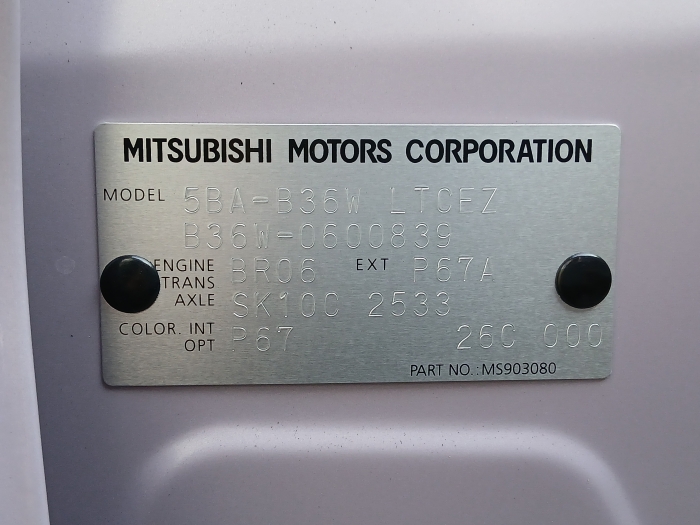 MITSUBISHI MOTORS CORPORATION
MODEL 5BA-B36W LTCEZ
B36W-0600839
ENGINE BR06 EXT P67A
TRANS
AXLE SK10C 2533
COLOR. INT P67 26C 000
OPT
PART NO.:MS903080